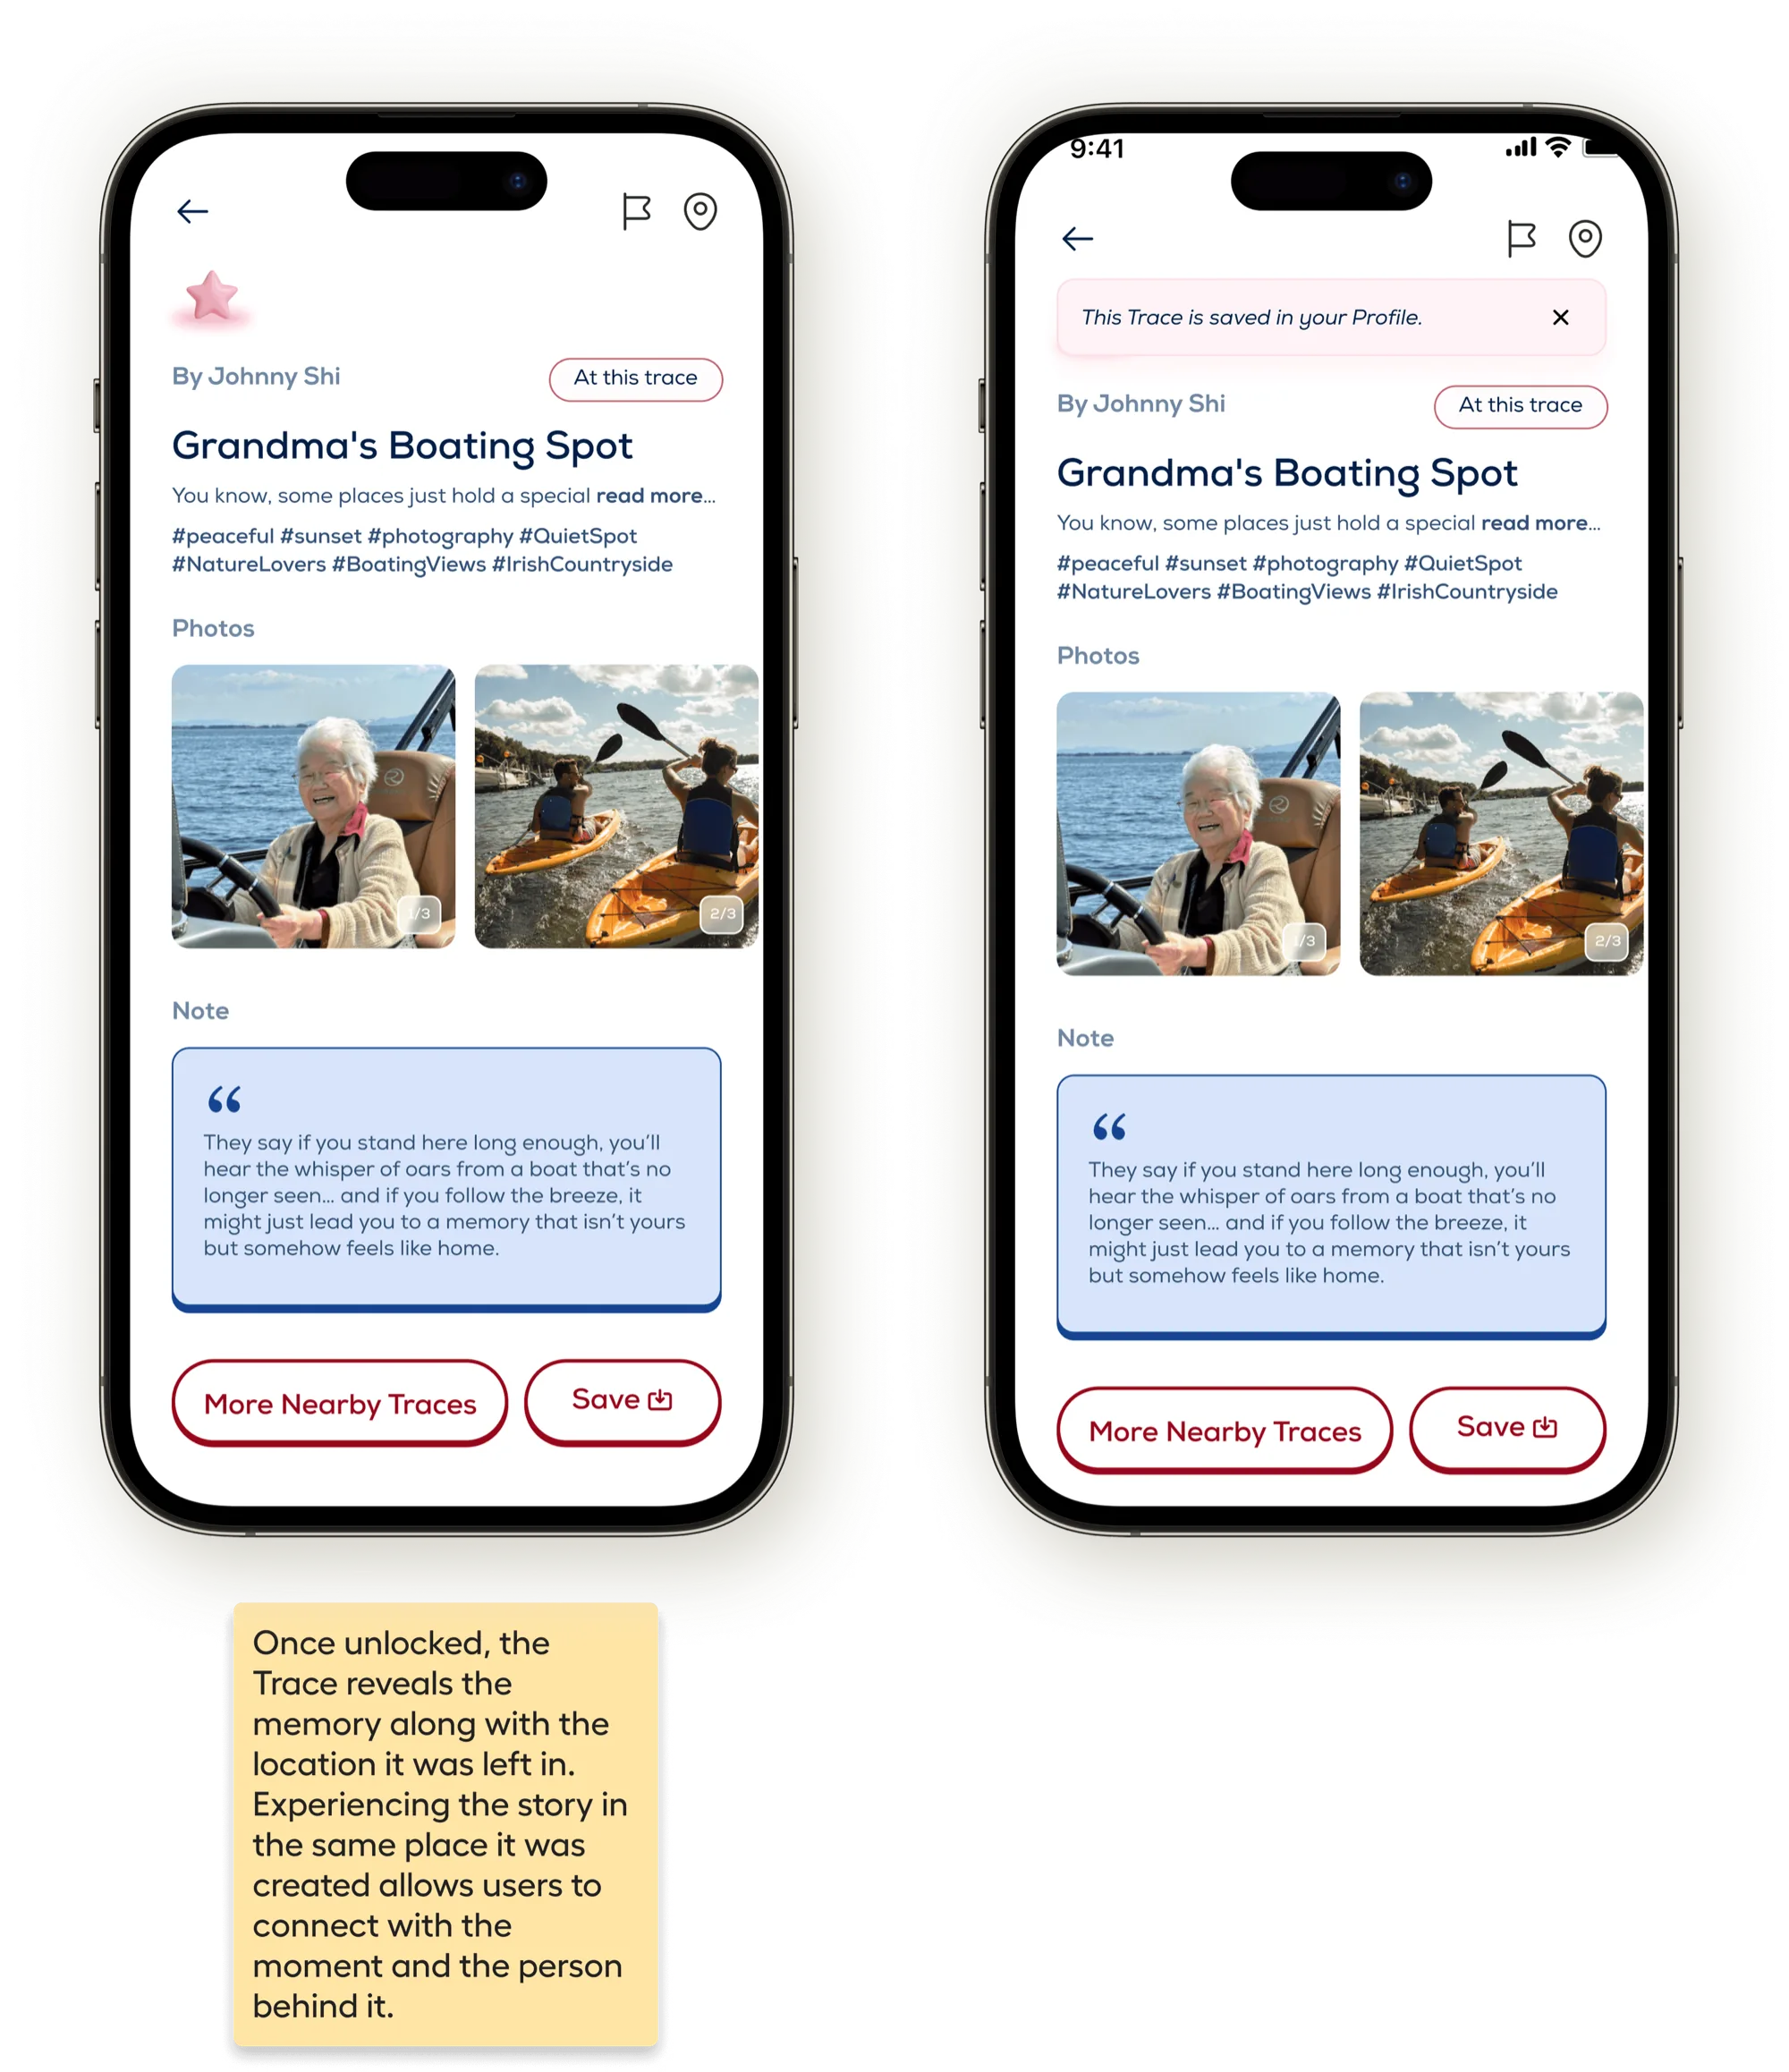 By Johnny Shi
At this trace
Grandma's Boating Spot
You know, some places just hold a special read more...
#peaceful #sunset #photography #QuietSpot
#NatureLovers #BoatingViews #IrishCountryside
Photos
1/3
2/3
Note
“
They say if you stand here long enough, you’ll
hear the whisper of oars from a boat that’s no
longer seen... and if you follow the breeze, it
might just lead you to a memory that isn’t yours
but somehow feels like home.
More Nearby Traces
Save
9:41
This Trace is saved in your Profile.
By Johnny Shi
At this trace
Grandma's Boating Spot
You know, some places just hold a special read more...
#peaceful #sunset #photography #QuietSpot
#NatureLovers #BoatingViews #IrishCountryside
Photos
1/3
2/3
Note
“
They say if you stand here long enough, you’ll
hear the whisper of oars from a boat that’s no
longer seen... and if you follow the breeze, it
might just lead you to a memory that isn’t yours
but somehow feels like home.
More Nearby Traces
Save
Once unlocked, the
Trace reveals the
memory along with the
location it was left in.
Experiencing the story in
the same place it was
created allows users to
connect with the
moment and the person
behind it.